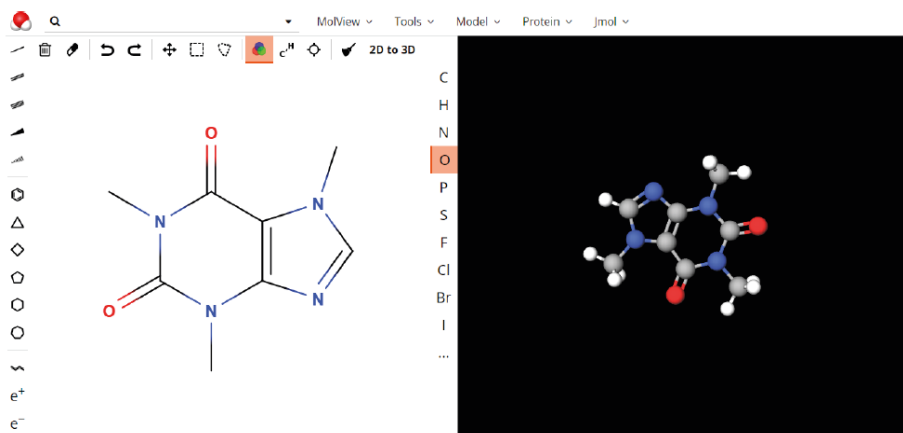 MolView Tools Model Protein Jmol
C^H 2D to 3D
C
H
N
O
P
S
F
Cl
Br
I
...
e+
e−
O
N
N
O
N
N